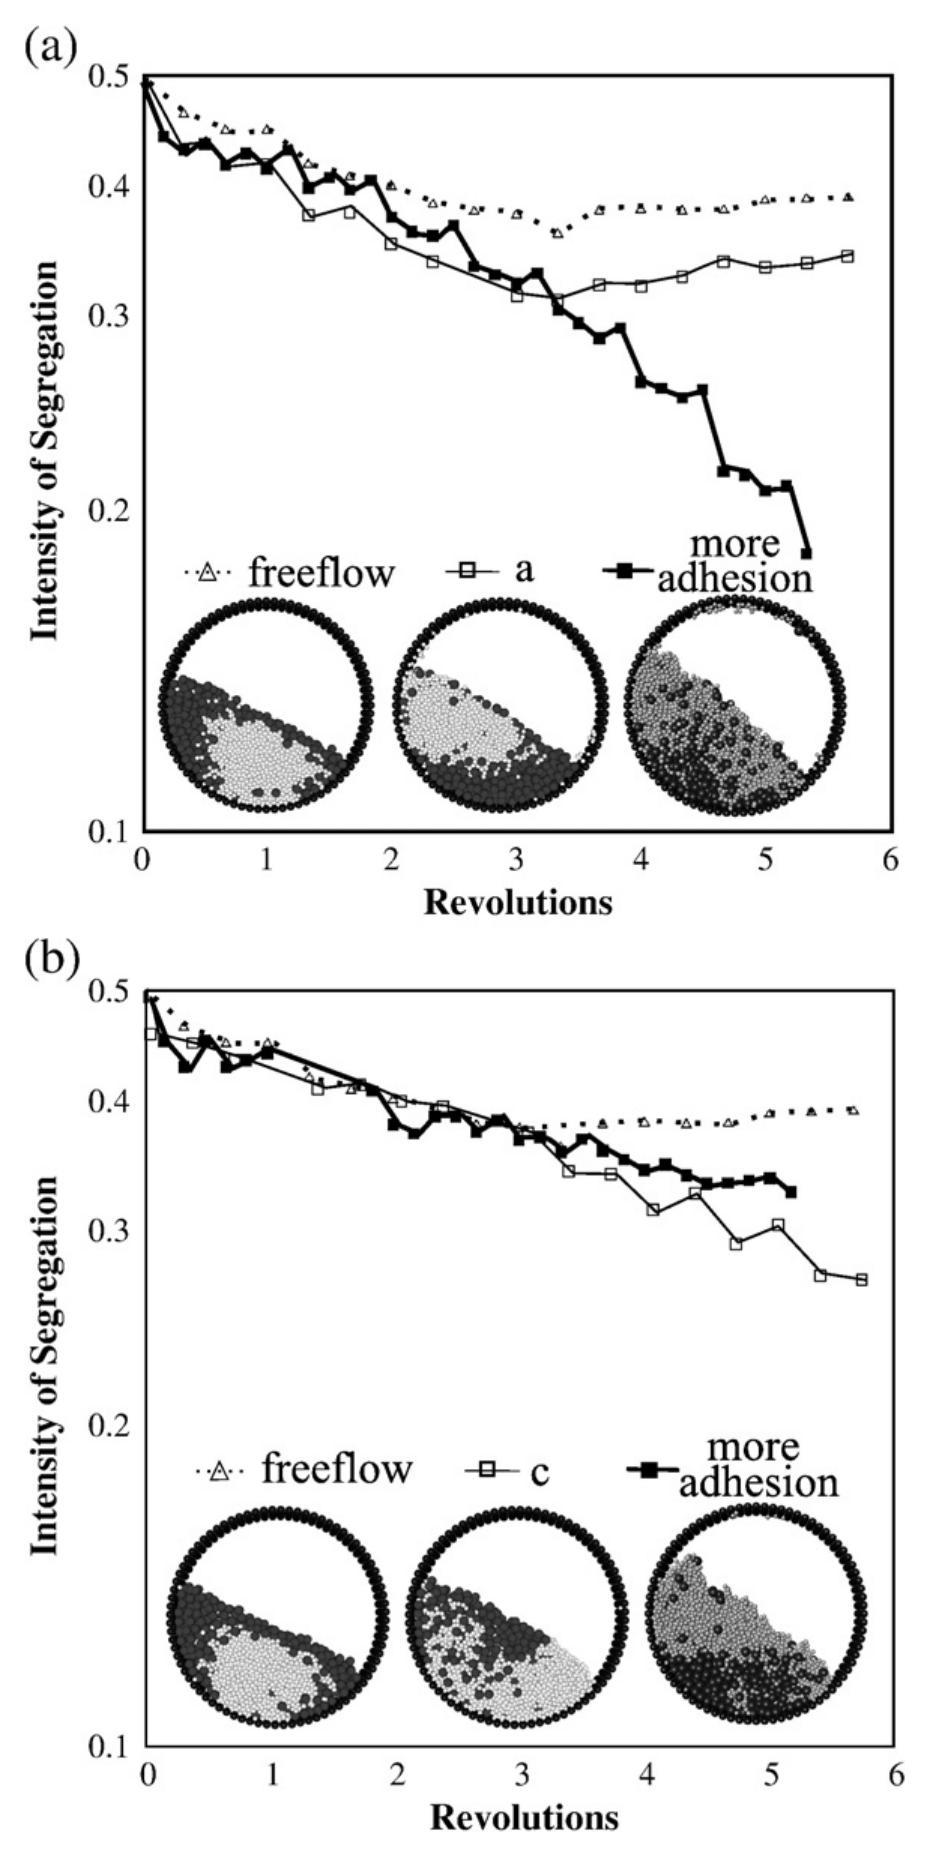 (a)
0.5
0.4
0.3
0.2
0.1
Intensity of Segregation
freeflow
a
more
adhesion
0 1 2 3 4 5 6
Revolutions
(b)
0.5
0.4
0.3
0.2
0.1
Intensity of Segregation
freeflow
c
more
adhesion
0 1 2 3 4 5 6
Revolutions